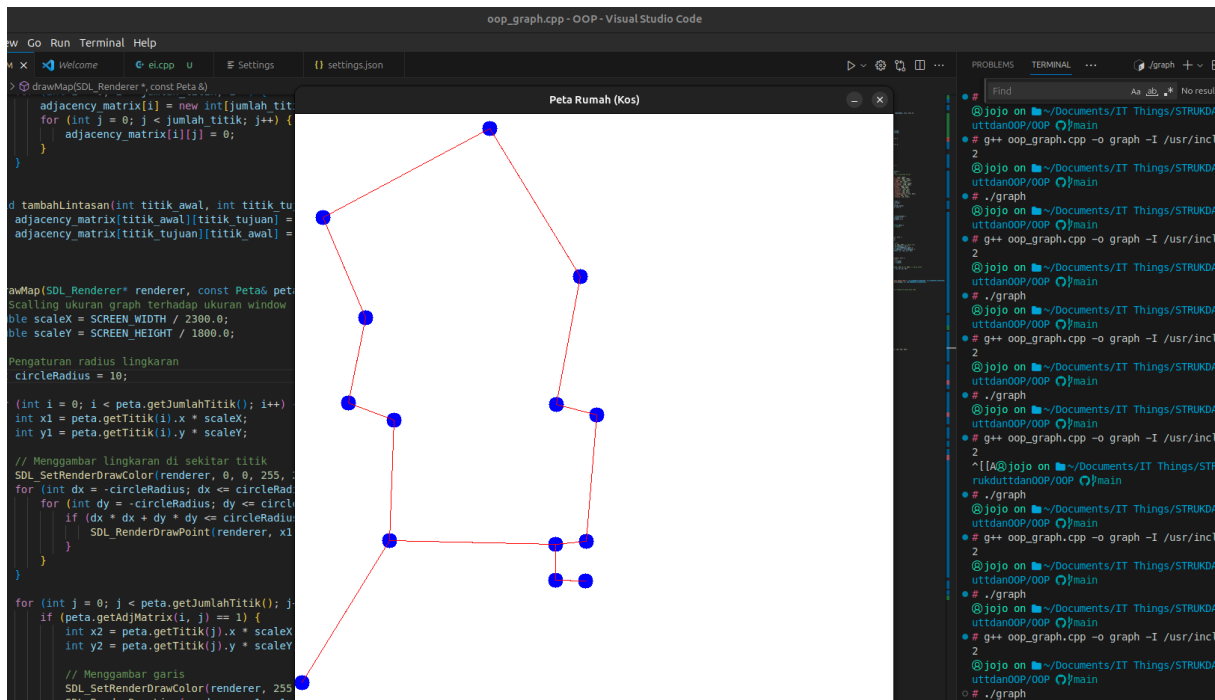 oop_graph.cpp - OOP - Visual Studio Code
ew Go Run Terminal Help
M Welcome ei.cpp U Settings {} settings.json
> drawMap(SDL_Renderer *, const Peta &)
adjacency_matrix[i] = new int[jumlah_tit
for (int j = 0; j < jumlah_titik; j++) {
adjacency_matrix[i][j] = 0;
}
}
d tambahLintasan(int titik_awal, int titik_tu
adjacency_matrix[titik_awal][titik_tujuan] =
adjacency_matrix[titik_tujuan][titik_awal] =
rawMap(SDL_Renderer* renderer, const Peta& peta
Scalling ukuran graph terhadap ukuran window
ble scaleX = SCREEN_WIDTH / 2300.0;
ble scaleY = SCREEN_HEIGHT / 1800.0;
Pengaturan radius lingkaran
circleRadius = 10;
(int i = 0; i < peta.getJumlahTitik(); i++)
int x1 = peta.getTitik(i).x * scaleX;
int y1 = peta.getTitik(i).y * scaleY;
// Menggambar lingkaran di sekitar titik
SDL_SetRenderDrawColor(renderer, 0, 0, 255,
for (int dx = -circleRadius; dx <= circleRad
for (int dy = -circleRadius; dy <= circle
if (dx * dx + dy * dy <= circleRadius
SDL_RenderDrawPoint(renderer, x1
}
}
}
for (int j = 0; j < peta.getJumlahTitik(); j
if (peta.getAdjMatrix(i, j) == 1) {
int x2 = peta.getTitik(j).x * scaleX
int y2 = peta.getTitik(j).y * scaleY
// Menggambar garis
SDL_SetRenderDrawColor(renderer, 255
Peta Rumah (Kos)
PROBLEMS TERMINAL ··· ./graph
Find Aa ab .* No resul
#
jojo on ~/Documents/IT Things/STRUKDA
uttdanOOP/OOP main
# g++ oop_graph.cpp -o graph -I /usr/incl
2
jojo on ~/Documents/IT Things/STRUKDA
uttdanOOP/OOP main
# ./graph
jojo on ~/Documents/IT Things/STRUKDA
uttdanOOP/OOP main
# g++ oop_graph.cpp -o graph -I /usr/incl
2
jojo on ~/Documents/IT Things/STRUKDA
uttdanOOP/OOP main
# ./graph
jojo on ~/Documents/IT Things/STRUKDA
uttdanOOP/OOP main
# g++ oop_graph.cpp -o graph -I /usr/incl
2
jojo on ~/Documents/IT Things/STRUKDA
uttdanOOP/OOP main
# ./graph
jojo on ~/Documents/IT Things/STRUKDA
uttdanOOP/OOP main
# g++ oop_graph.cpp -o graph -I /usr/incl
2
^[[A jojo on ~/Documents/IT Things/STR
rukduttdanOOP/OOP main
# ./graph
jojo on ~/Documents/IT Things/STRUKDA
uttdanOOP/OOP main
# g++ oop_graph.cpp -o graph -I /usr/incl
2
jojo on ~/Documents/IT Things/STRUKDA
uttdanOOP/OOP main
# ./graph
jojo on ~/Documents/IT Things/STRUKDA
uttdanOOP/OOP main
# g++ oop_graph.cpp -o graph -I /usr/incl
2
jojo on ~/Documents/IT Things/STRUKDA
uttdanOOP/OOP main
# ./graph